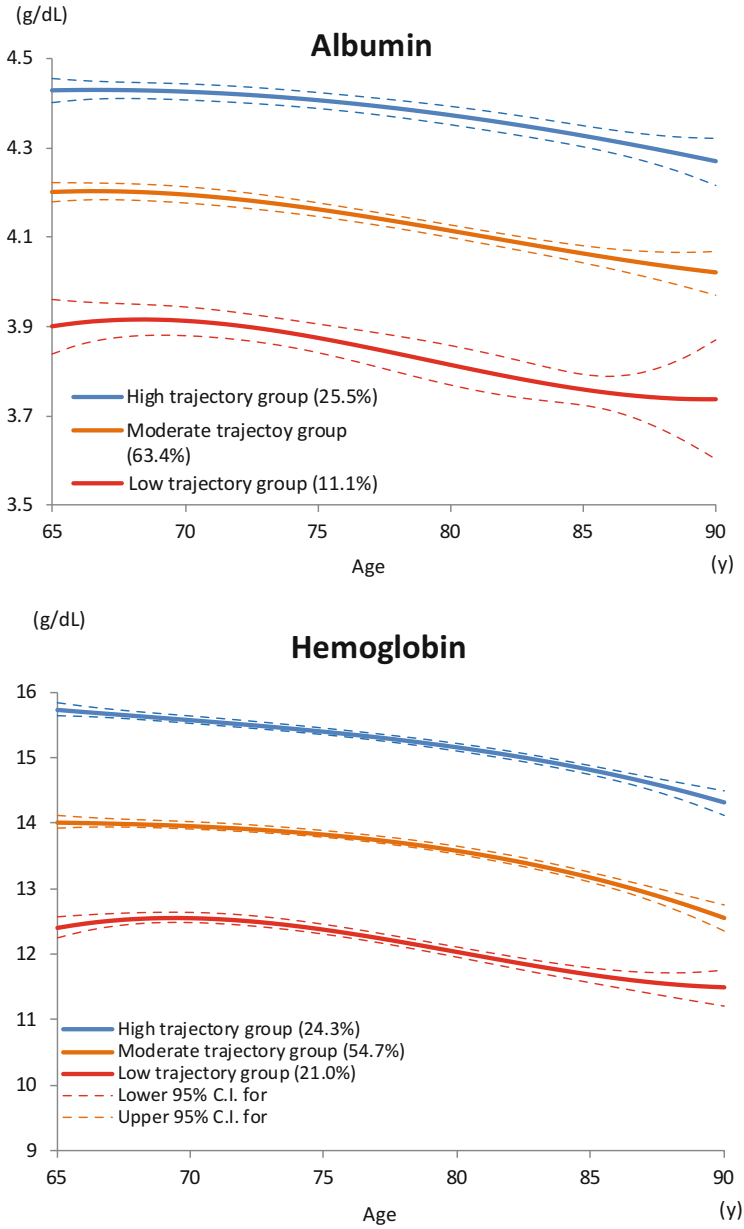 (g/dL)
Albumin
4.5
4.3
4.1
3.9
3.7
3.5
High trajectory group (25.5%)
Moderate trajectoy group
(63.4%)
Low trajectory group (11.1%)
65 70 75 80 85 90
Age (y)
(g/dL)
Hemoglobin
16
15
14
13
12
11
10
9
High trajectory group (24.3%)
Moderate trajectory group (54.7%)
Low trajectory group (21.0%)
Lower 95% C.I. for
Upper 95% C.I. for
65 70 75 80 85 90
Age (y)